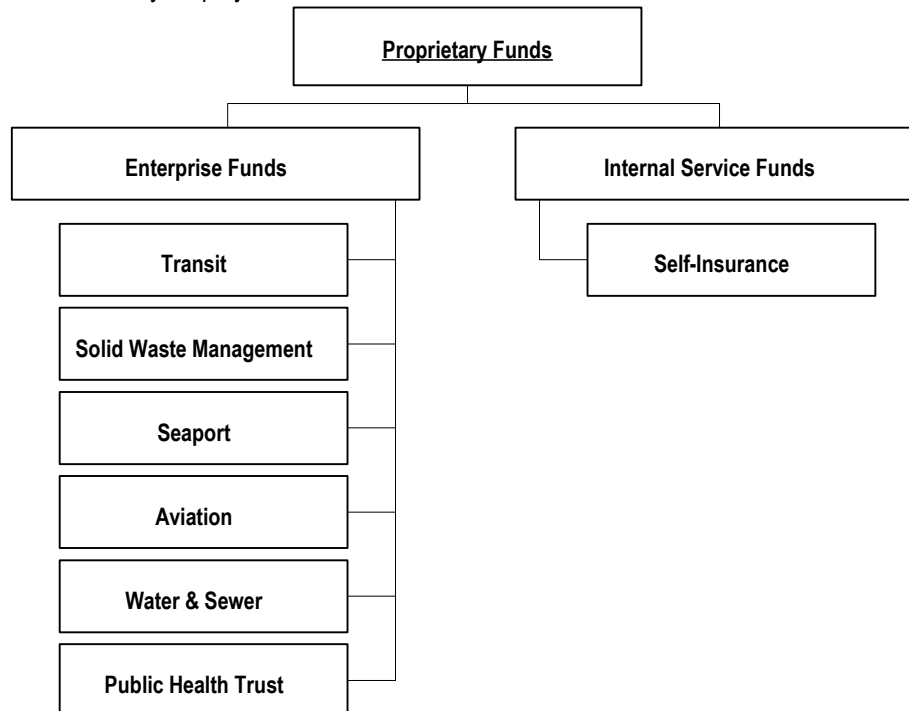 Proprietary Funds
Enterprise Funds
Internal Service Funds
Transit
Self-Insurance
Solid Waste Management
Seaport
Aviation
Water & Sewer
Public Health Trust